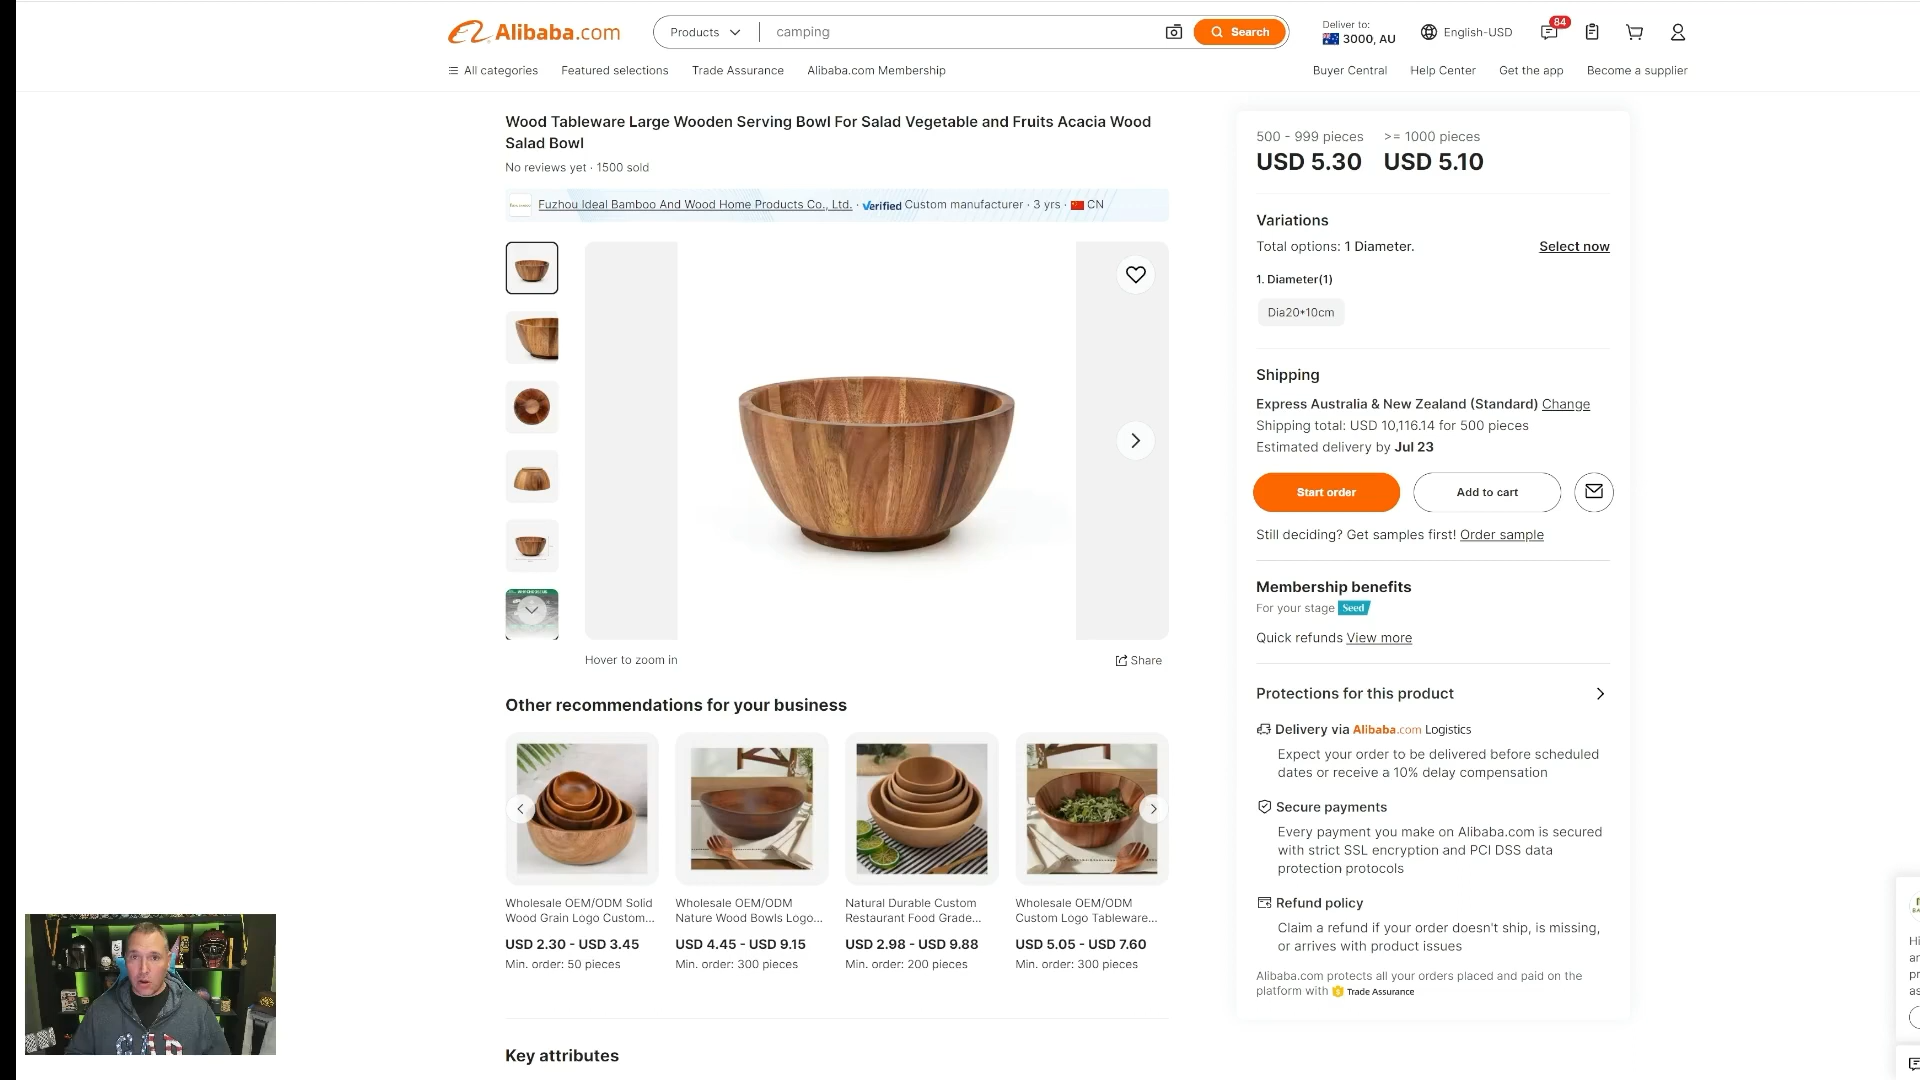 Alibaba.com
Products
camping
Search
Deliver to:
3000, AU
English-USD
84
All categories
Featured selections
Trade Assurance
Alibaba.com Membership
Buyer Central
Help Center
Get the app
Become a supplier
Wood Tableware Large Wooden Serving Bowl For Salad Vegetable and Fruits Acacia Wood
Salad Bowl
No reviews yet · 1500 sold
Fuzhou Ideal Bamboo And Wood Home Products Co., Ltd. · Verified Custom manufacturer · 3 yrs · CN
Hover to zoom in
Share
Other recommendations for your business
Wholesale OEM/ODM Solid
Wood Grain Logo Custom...
USD 2.30 - USD 3.45
Min. order: 50 pieces
Wholesale OEM/ODM
Nature Wood Bowls Logo...
USD 4.45 - USD 9.15
Min. order: 300 pieces
Natural Durable Custom
Restaurant Food Grade...
USD 2.98 - USD 9.88
Min. order: 200 pieces
Wholesale OEM/ODM
Custom Logo Tableware...
USD 5.05 - USD 7.60
Min. order: 300 pieces
Key attributes
500 - 999 pieces
USD 5.30
>= 1000 pieces
USD 5.10
Variations
Total options: 1 Diameter.
Select now
1. Diameter(1)
Dia20*10cm
Shipping
Express Australia & New Zealand (Standard) Change
Shipping total: USD 10,116.14 for 500 pieces
Estimated delivery by Jul 23
Start order
Add to cart
Still deciding? Get samples first! Order sample
Membership benefits
For your stage Seed
Quick refunds View more
Protections for this product
Delivery via Alibaba.com Logistics
Expect your order to be delivered before scheduled
dates or receive a 10% delay compensation
Secure payments
Every payment you make on Alibaba.com is secured
with strict SSL encryption and PCI DSS data
protection protocols
Refund policy
Claim a refund if your order doesn't ship, is missing,
or arrives with product issues
Alibaba.com protects all your orders placed and paid on the
platform with Trade Assurance